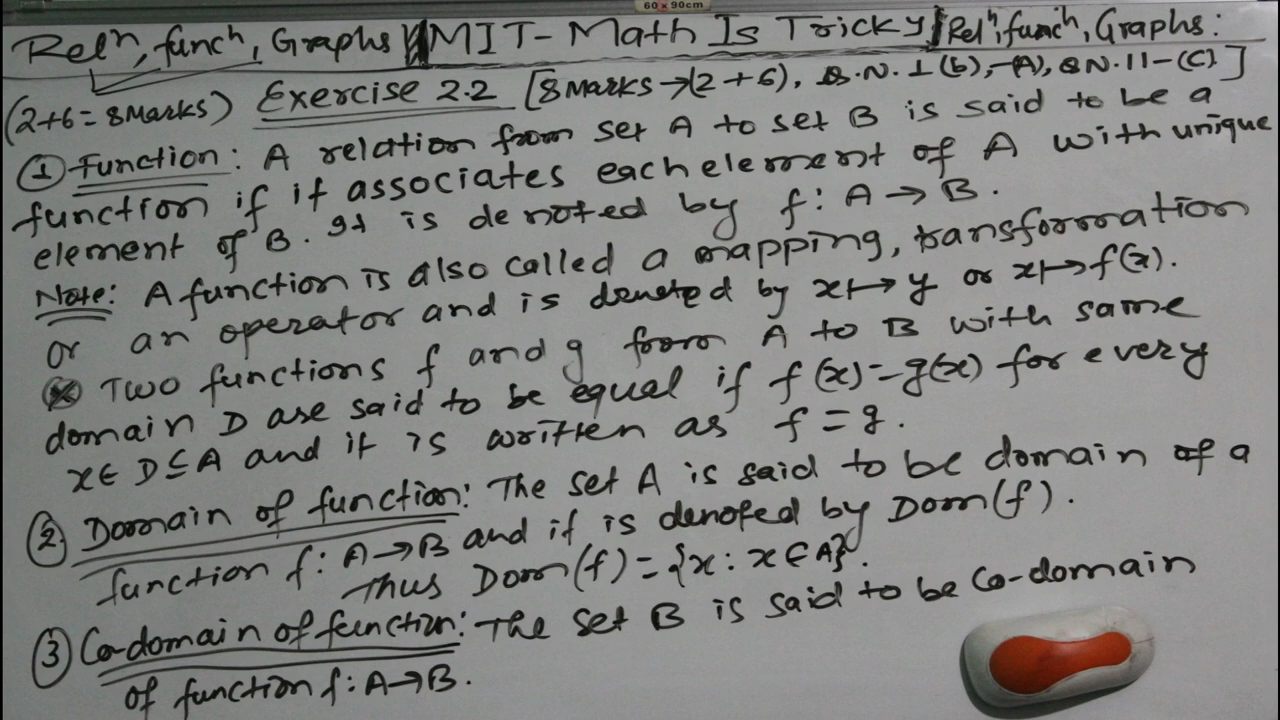 60 x 90cm
Relⁿ, funcⁿ, Graphs MIT- Math Is Tricky Relⁿ, funcⁿ, Graphs:
(2+6=8Marks) Exercise 2.2 [8Marks→(2+6), Q.N.1(b),-(A), Q.N.11-(C)]
① Function: A relation from set A to set B is said to be a
function if it associates each element of A with unique
element of B. It is denoted by f: A→B.
Note: A function is also called a mapping, transformation
or an operator and is denoted by x↦y or x↦f(x).
Two functions f and g from A to B with same
domain D are said to be equal if f(x)=g(x) for every
x∈D⊆A and it is written as f=g.
② Domain of function: The set A is said to be domain of a
function f: A→B and it is denoted by Dom(f).
Thus Dom(f)={x: x∈A}.
③ Co-domain of function: The set B is said to be Co-domain
of function f: A→B.